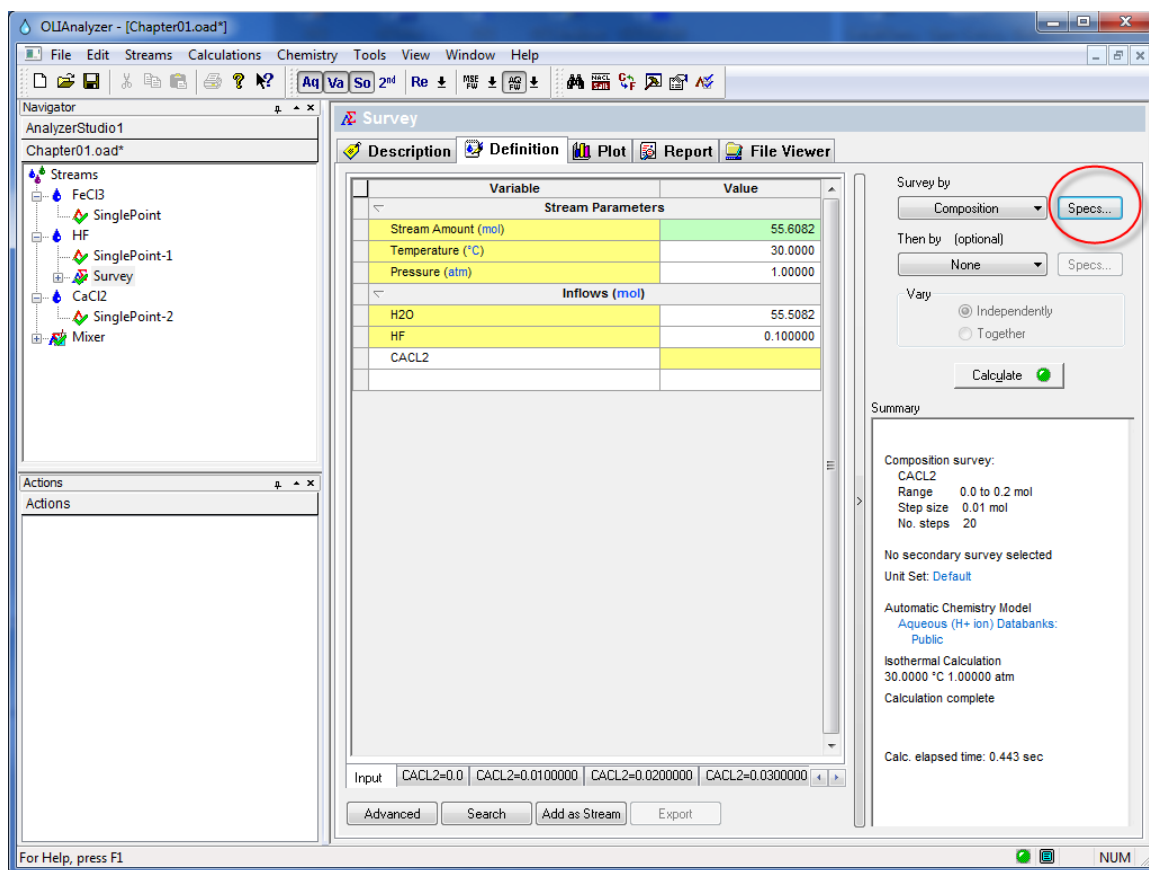 OLIAnalyzer - [Chapter01.oad*]
File Edit Streams Calculations Chemistry Tools View Window Help
Aq Va So 2nd Re MSE FW AQ FW NACL
Navigator
AnalyzerStudio1
Chapter01.oad*
Streams
FeCl3
SinglePoint
HF
SinglePoint-1
Survey
CaCl2
SinglePoint-2
Mixer
Actions
Actions
Survey
Description Definition Plot Report File Viewer
Variable Value
Stream Parameters
Stream Amount (mol) 55.6082
Temperature (°C) 30.0000
Pressure (atm) 1.00000
Inflows (mol)
H2O 55.5082
HF 0.100000
CACL2
Input CACL2=0.0 CACL2=0.0100000 CACL2=0.0200000 CACL2=0.0300000
Advanced Search Add as Stream Export
Survey by
Composition Specs...
Then by (optional)
None Specs...
Vary
Independently
Together
Calculate
Summary
Composition survey:
CACL2
Range 0.0 to 0.2 mol
Step size 0.01 mol
No. steps 20
No secondary survey selected
Unit Set: Default
Automatic Chemistry Model
Aqueous (H+ ion) Databanks:
Public
Isothermal Calculation
30.0000 °C 1.00000 atm
Calculation complete
Calc. elapsed time: 0.443 sec
For Help, press F1 NUM